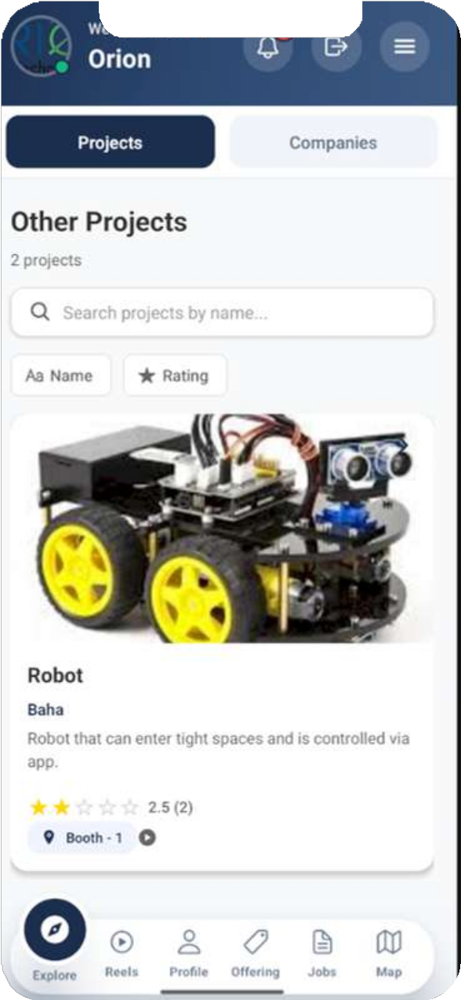 Orion
Projects
Companies
Other Projects
2 projects
Search projects by name...
Aa Name
Rating
Robot
Baha
Robot that can enter tight spaces and is controlled via
app.
2.5 (2)
Booth - 1
Explore
Reels
Profile
Offering
Jobs
Map